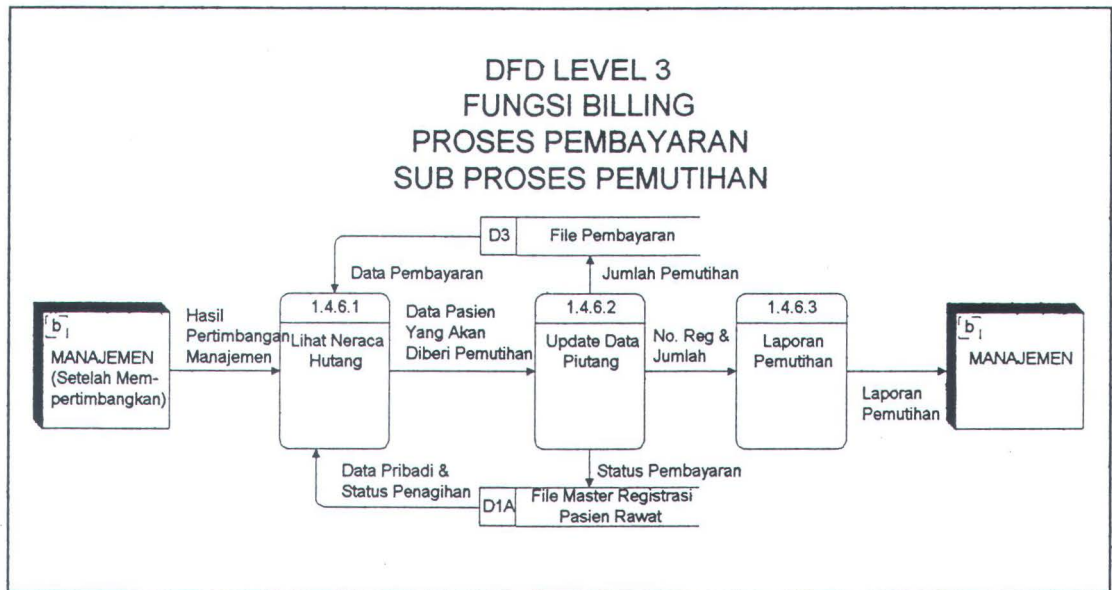 DFD LEVEL 3
FUNGSI BILLING
PROSES PEMBAYARAN
SUB PROSES PEMUTIHAN
D3
File Pembayaran
Data Pembayaran
Jumlah Pemutihan
b
MANAJEMEN
(Setelah Mem-
pertimbangkan)
Hasil
Pertimbangan
Manajemen
1.4.6.1
Lihat Neraca
Hutang
Data Pasien
Yang Akan
Diberi Pemutihan
1.4.6.2
Update Data
Piutang
No. Reg &
Jumlah
1.4.6.3
Laporan
Pemutihan
Laporan
Pemutihan
b
MANAJEMEN
Data Pribadi &
Status Penagihan
Status Pembayaran
D1A
File Master Registrasi
Pasien Rawat